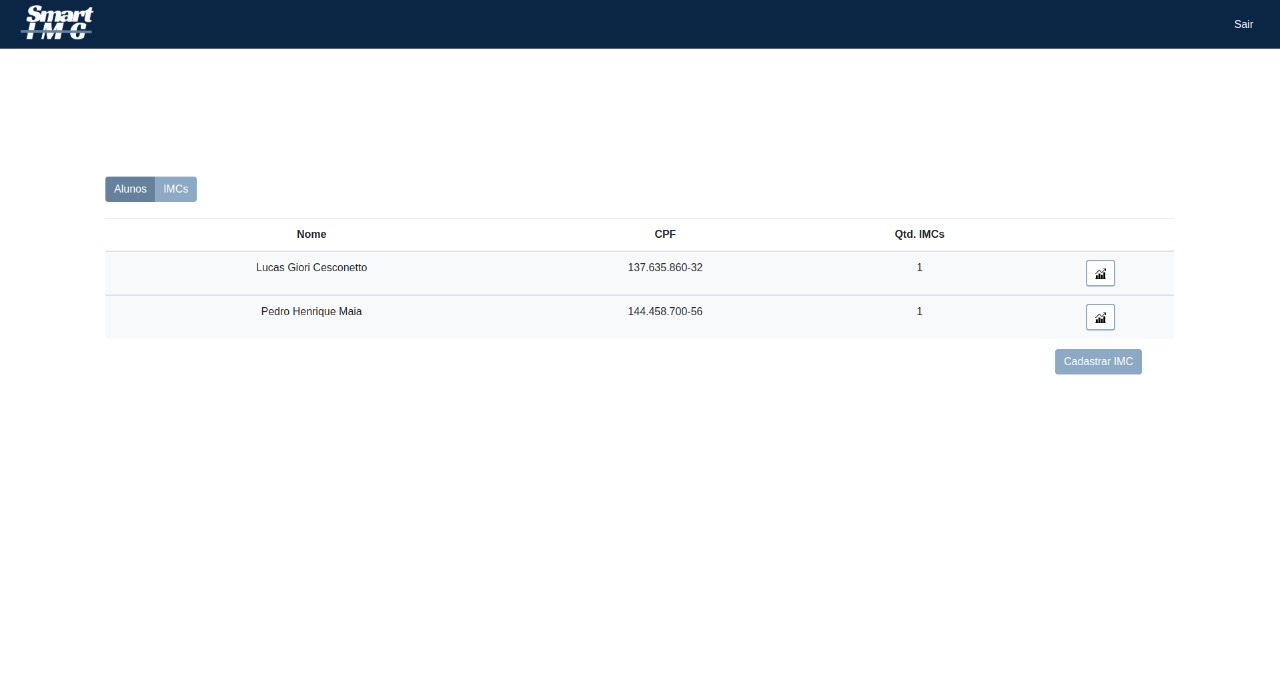 Smart
IMC
Sair
Alunos IMCs
Nome CPF Qtd. IMCs
Lucas Giori Cesconetto 137.635.860-32 1
Pedro Henrique Maia 144.458.700-56 1
Cadastrar IMC